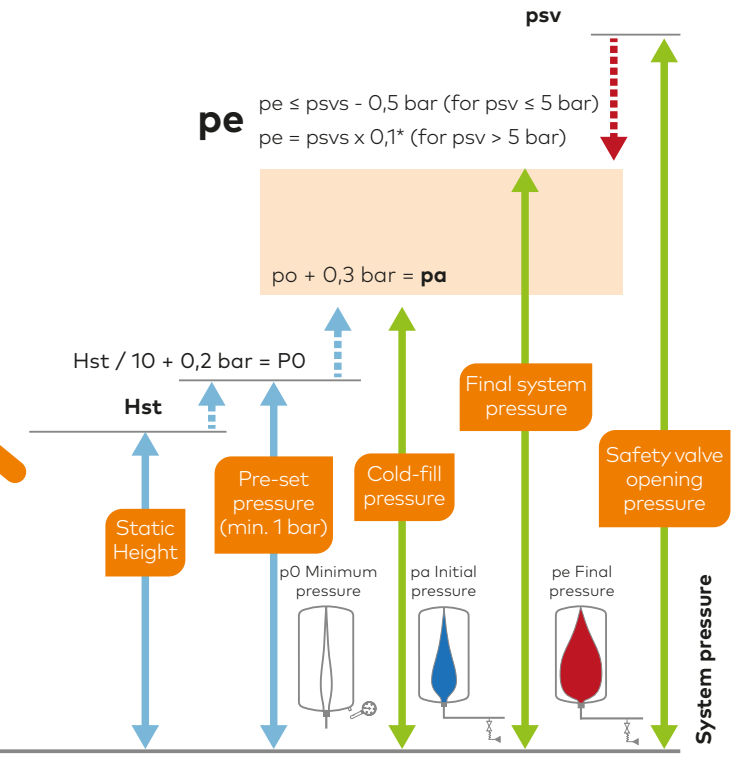 psv
pe ≤ psvs - 0,5 bar (for psv ≤ 5 bar)
pe
pe = psvs x 0,1* (for psv > 5 bar)
po + 0,3 bar = pa
Hst / 10 + 0,2 bar = P0
Hst
Final system
pressure
Safety valve
opening
pressure
Cold-fill
pressure
Pre-set
pressure
(min. 1 bar)
Static
Height
p0 Minimum
pressure
pa Initial
pressure
pe Final
pressure
System pressure